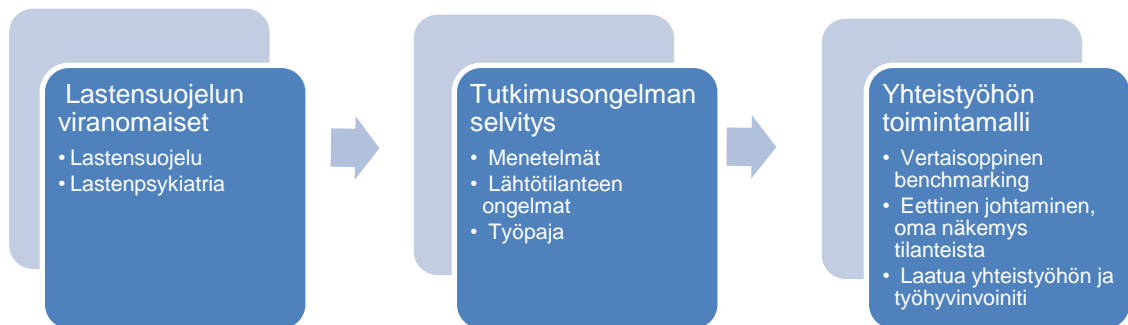 Lastensuojelun
viranomaiset
• Lastensuojelu
• Lastenpsykiatria
Tutkimusongelman
selvitys
• Menetelmät
• Lähtötilanteen
ongelmat
• Työpaja
Yhteistyöhön
toimintamalli
• Vertaisoppinen
benchmarking
• Eettinen johtaminen,
oma näkemys
tilanteista
• Laatua yhteistyöhön ja
työhyvinvoiniti